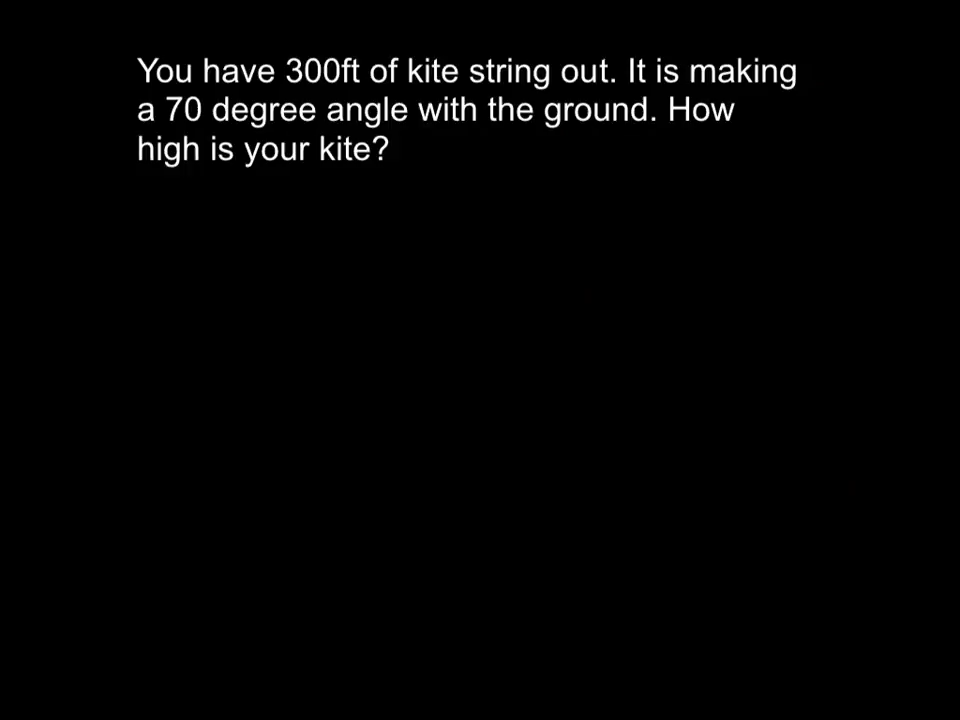 You have 300ft of kite string out. It is making
a 70 degree angle with the ground. How
high is your kite?